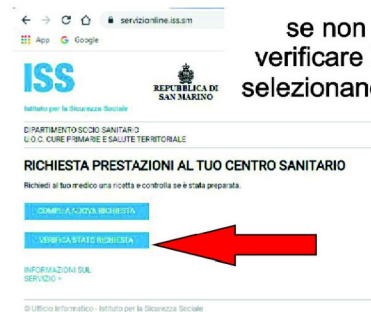 servizionline.iss.sm
App Google
se non
verificare
selezionand
ISS
Istituto per la Sicurezza Sociale
REPUBBLICA DI
SAN MARINO
DIPARTIMENTO SOCIO SANITARIO
U.O.C. CURE PRIMARIE E SALUTE TERRITORIALE
RICHIESTA PRESTAZIONI AL TUO CENTRO SANITARIO
Richiedi al tuo medico una ricetta e controlla se è stata preparata.
COMPILA NUOVA RICHIESTA
VERIFICA STATO RICHIESTA
INFORMAZIONI SUL
SERVIZIO
© Ufficio Informatico - Istituto per la Sicurezza Sociale